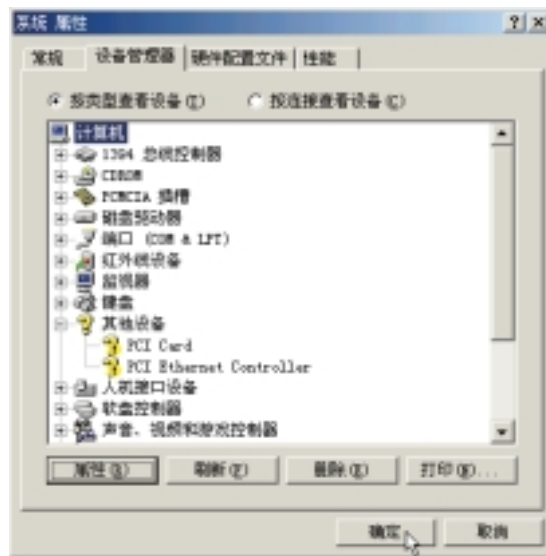 系统 属性
常规 设备管理器 硬件配置文件 性能
按类型查看设备(T) 按连接查看设备(C)
计算机
1394 总线控制器
CDROM
PCMCIA 插槽
磁盘驱动器
端口 (COM & LPT)
红外线设备
监视器
键盘
其他设备
PCI Card
PCI Ethernet Controller
人机接口设备
软盘控制器
声音、视频和游戏控制器
属性(R) 刷新(F) 删除(E) 打印(N)...
确定 取消